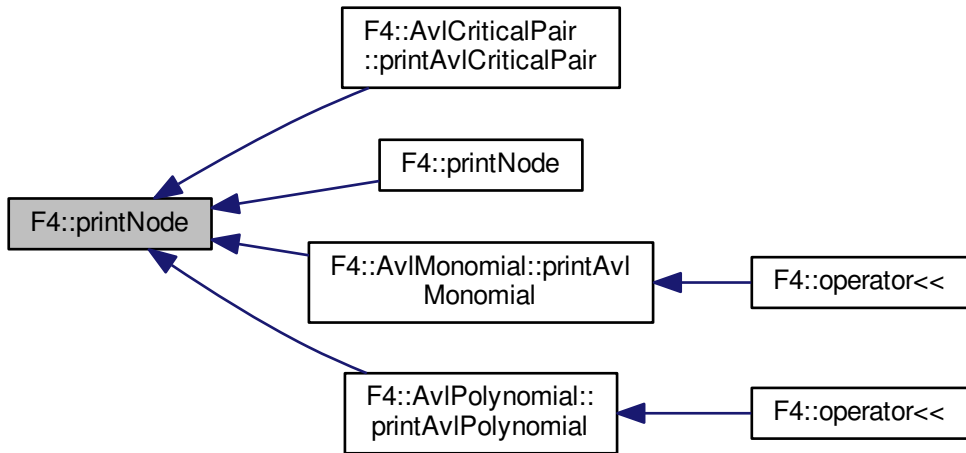 F4::AvlCriticalPair
::printAvlCriticalPair
F4::printNode
F4::printNode
F4::AvlMonomial::printAvl
Monomial
F4::operator<<
F4::AvlPolynomial::
printAvlPolynomial
F4::operator<<